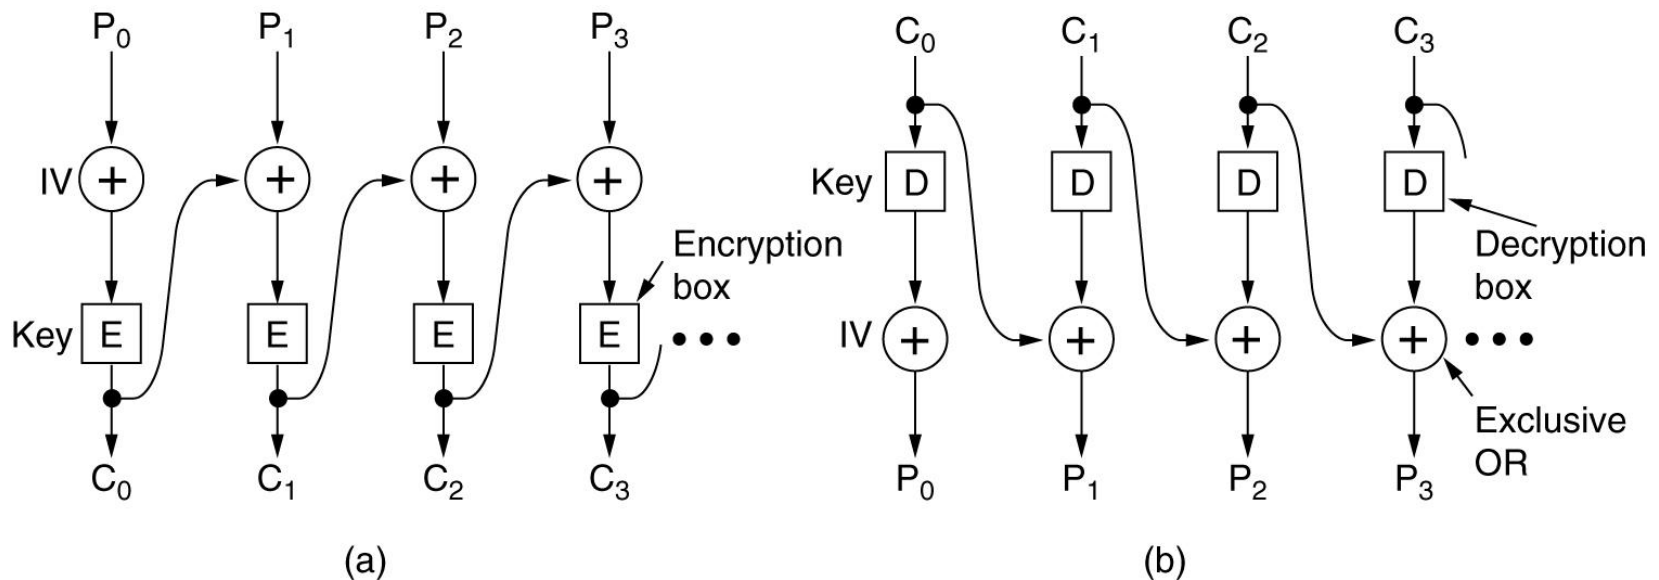 P0 P1 P2 P3
IV + + + +
Encryption
box
Key E E E E •••
C0 C1 C2 C3
(a)
C0 C1 C2 C3
Key D D D D
Decryption
box
IV + + + + •••
Exclusive
OR
P0 P1 P2 P3
(b)